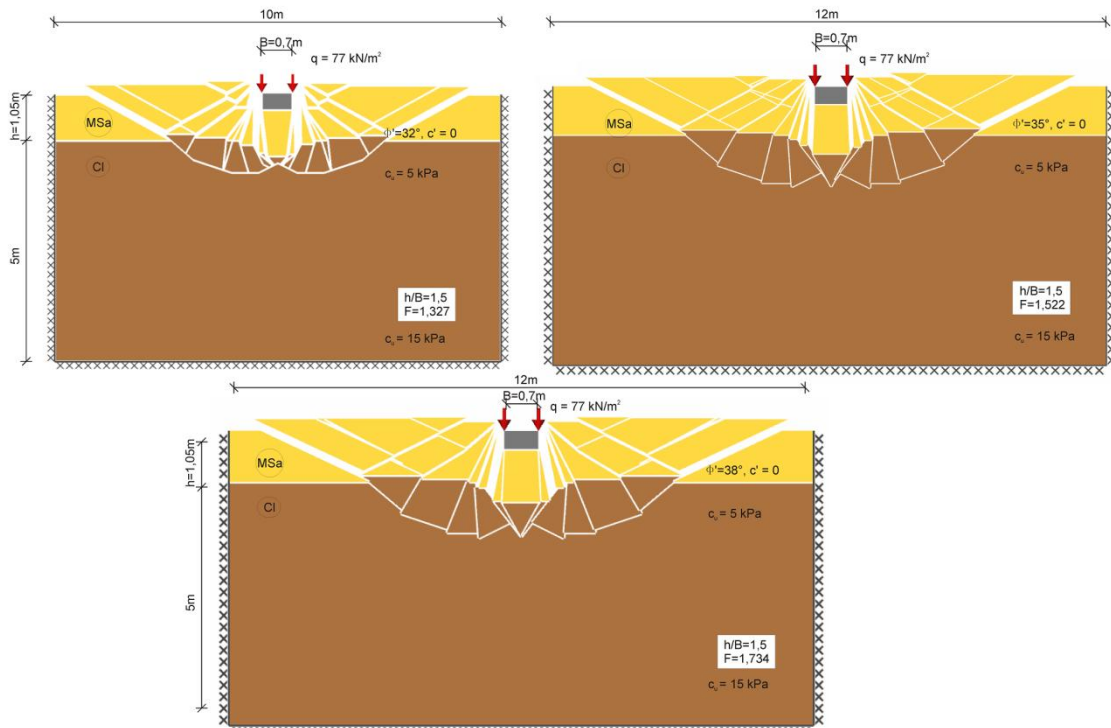 10m
B=0,7m
q = 77 kN/m²
h=1,05m
MSa
ϕ'=32°, c' = 0
Cl
cᵤ = 5 kPa
5m
h/B=1,5
F=1,327
cᵤ = 15 kPa
12m
B=0,7m
q = 77 kN/m²
MSa
ϕ'=35°, c' = 0
Cl
cᵤ = 5 kPa
h/B=1,5
F=1,522
cᵤ = 15 kPa
12m
B=0,7m
q = 77 kN/m²
h=1,05m
MSa
ϕ'=38°, c' = 0
Cl
cᵤ = 5 kPa
5m
h/B=1,5
F=1,734
cᵤ = 15 kPa